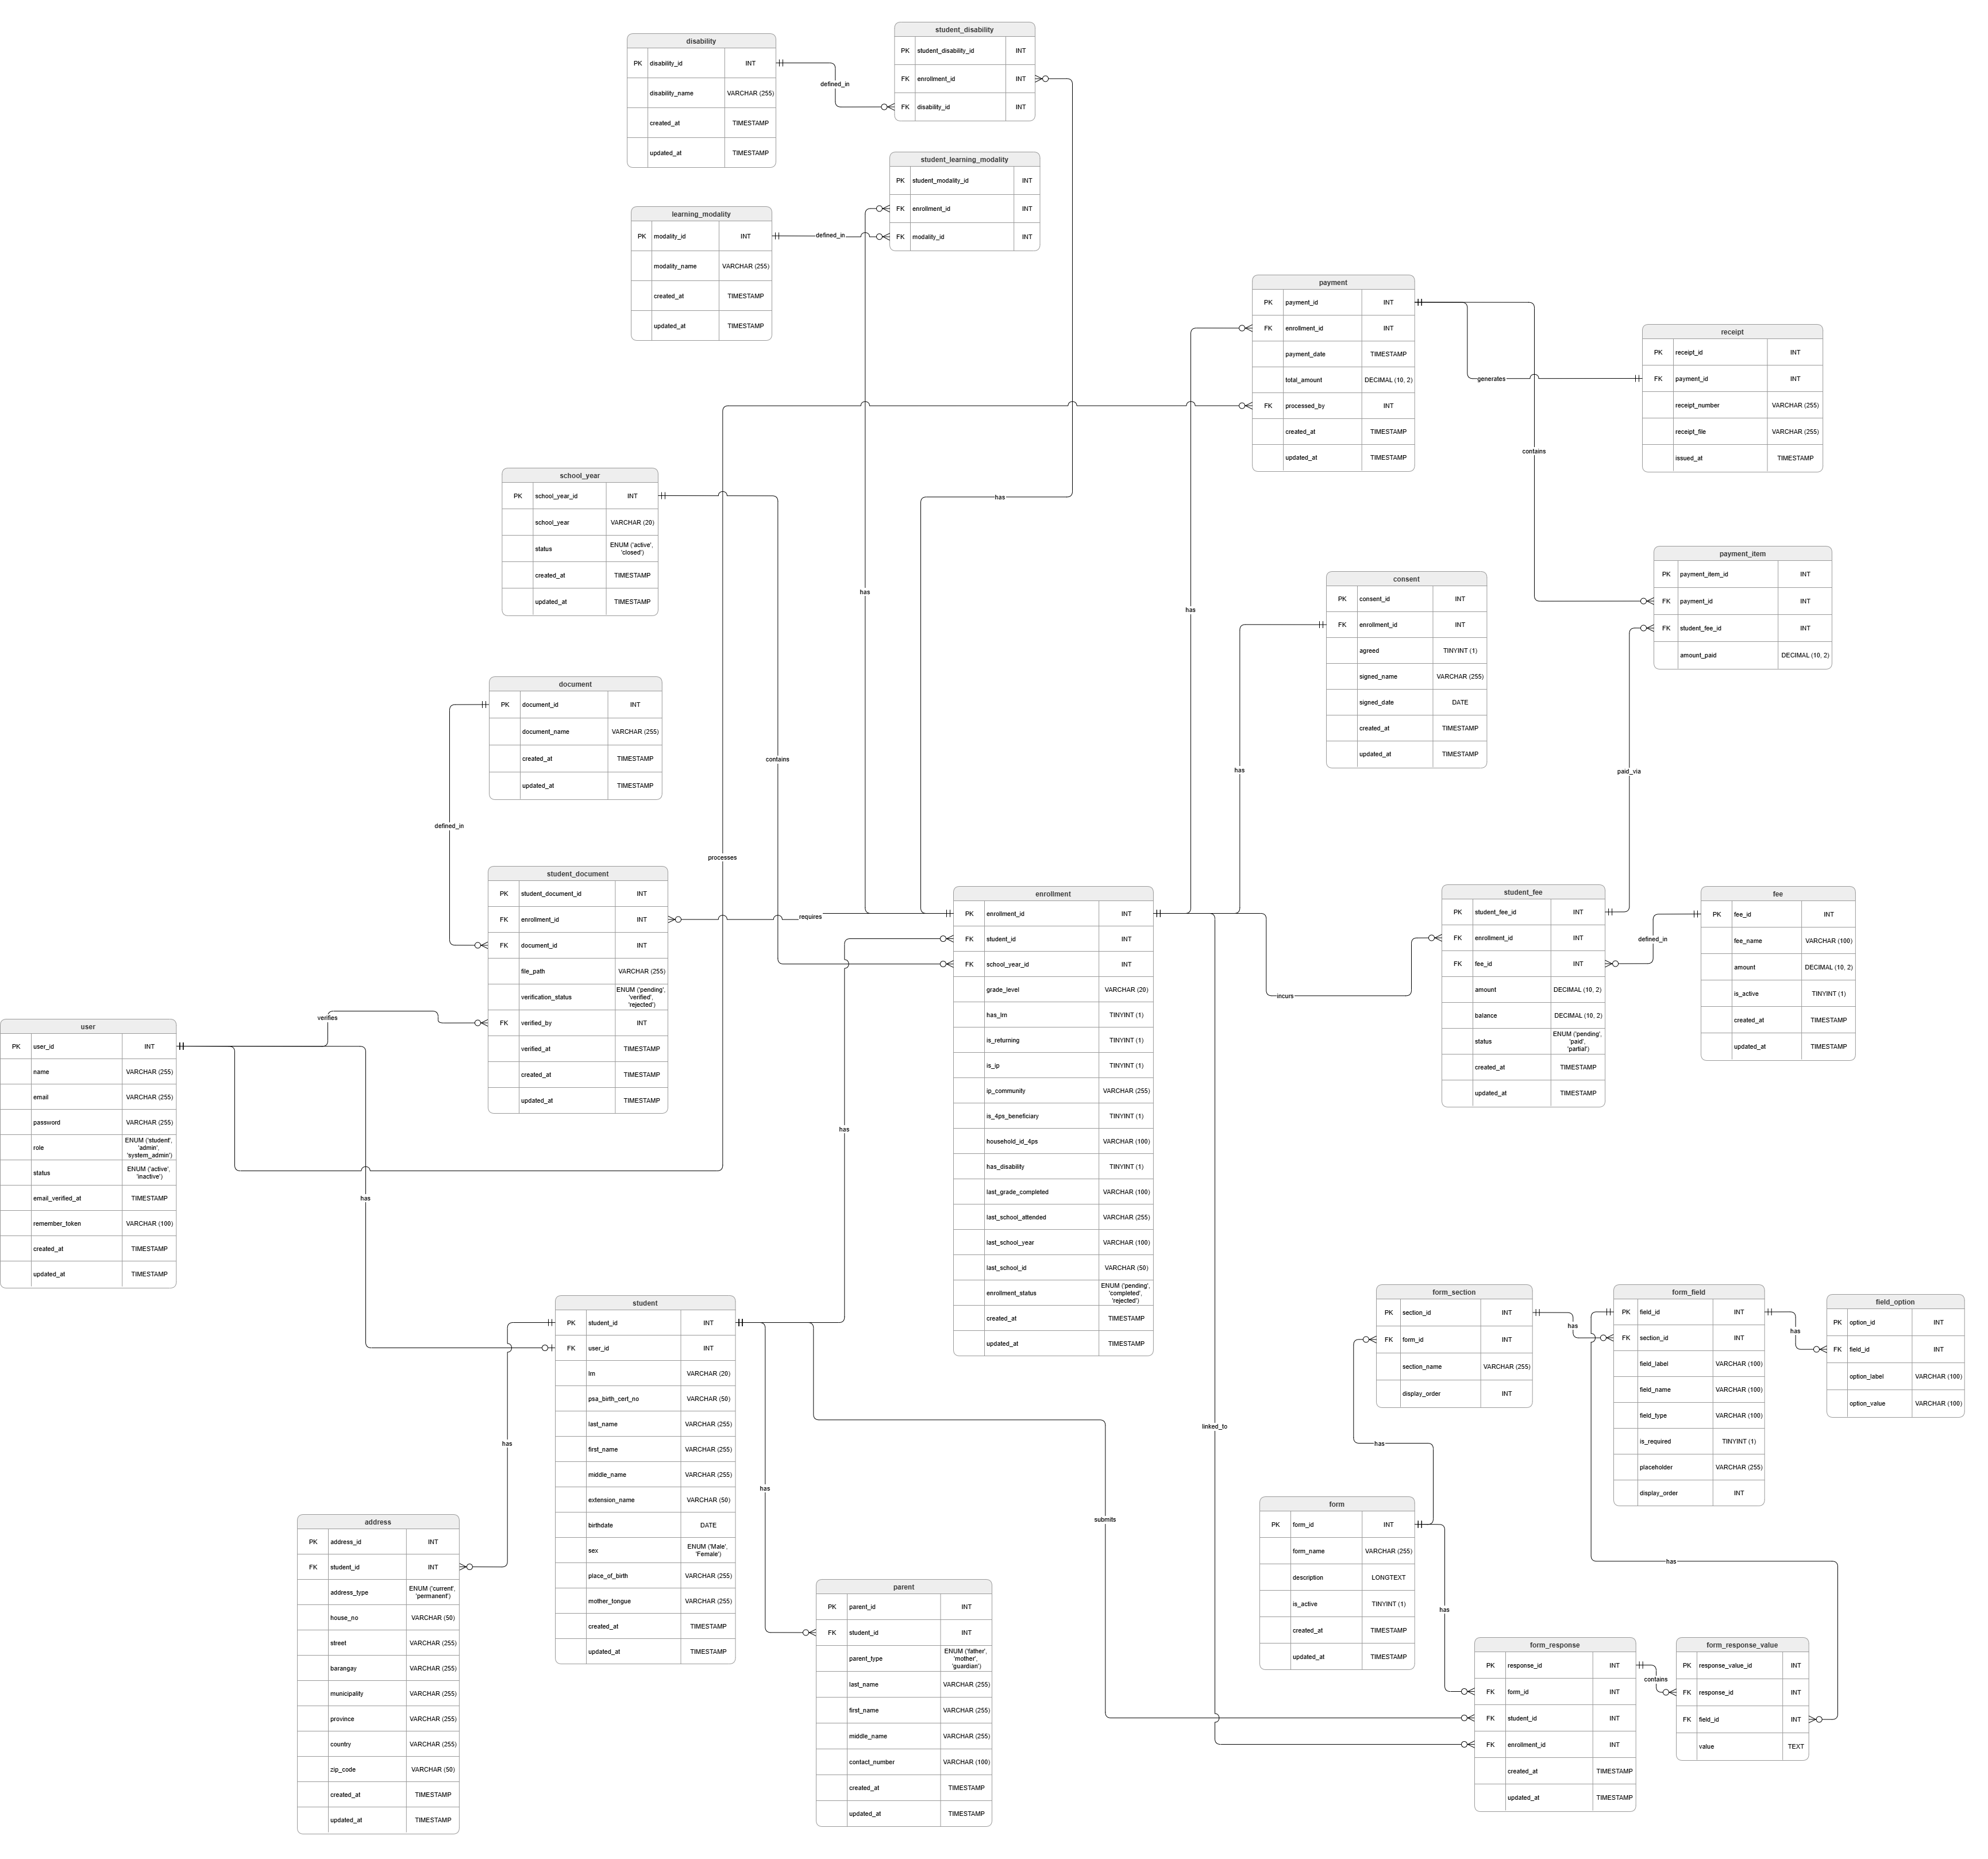 disability
PK disability_id INT
disability_name VARCHAR (255)
created_at TIMESTAMP
updated_at TIMESTAMP
defined_in
student_disability
PK student_disability_id INT
FK enrollment_id INT
FK disability_id INT
student_learning_modality
PK student_modality_id INT
FK enrollment_id INT
FK modality_id INT
learning_modality
PK modality_id INT
modality_name VARCHAR (255)
created_at TIMESTAMP
updated_at TIMESTAMP
defined_in
has
has
payment
PK payment_id INT
FK enrollment_id INT
payment_date TIMESTAMP
total_amount DECIMAL (10, 2)
FK processed_by INT
created_at TIMESTAMP
updated_at TIMESTAMP
generates
contains
receipt
PK receipt_id INT
FK payment_id INT
receipt_number VARCHAR (255)
receipt_file VARCHAR (255)
issued_at TIMESTAMP
school_year
PK school_year_id INT
school_year VARCHAR (20)
status ENUM ('active',
'closed')
created_at TIMESTAMP
updated_at TIMESTAMP
contains
has
payment_item
PK payment_item_id INT
FK payment_id INT
FK student_fee_id INT
amount_paid DECIMAL (10, 2)
paid_via
consent
PK consent_id INT
FK enrollment_id INT
agreed TINYINT (1)
signed_name VARCHAR (255)
signed_date DATE
created_at TIMESTAMP
updated_at TIMESTAMP
has
document
PK document_id INT
document_name VARCHAR (255)
created_at TIMESTAMP
updated_at TIMESTAMP
defined_in
processes
student_document
PK student_document_id INT
FK enrollment_id INT
FK document_id INT
file_path VARCHAR (255)
verification_status ENUM ('pending',
'verified',
'rejected')
FK verified_by INT
verified_at TIMESTAMP
created_at TIMESTAMP
updated_at TIMESTAMP
requires
verifies
enrollment
PK enrollment_id INT
FK student_id INT
FK school_year_id INT
grade_level VARCHAR (20)
has_lrn TINYINT (1)
is_returning TINYINT (1)
is_ip TINYINT (1)
ip_community VARCHAR (255)
is_4ps_beneficiary TINYINT (1)
household_id_4ps VARCHAR (100)
has_disability TINYINT (1)
last_grade_completed VARCHAR (100)
last_school_attended VARCHAR (255)
last_school_year VARCHAR (100)
last_school_id VARCHAR (50)
enrollment_status ENUM ('pending',
'completed',
'rejected')
created_at TIMESTAMP
updated_at TIMESTAMP
incurs
student_fee
PK student_fee_id INT
FK enrollment_id INT
FK fee_id INT
amount DECIMAL (10, 2)
balance DECIMAL (10, 2)
status ENUM ('pending',
'paid',
'partial')
created_at TIMESTAMP
updated_at TIMESTAMP
defined_in
fee
PK fee_id INT
fee_name VARCHAR (100)
amount DECIMAL (10, 2)
is_active TINYINT (1)
created_at TIMESTAMP
updated_at TIMESTAMP
user
PK user_id INT
name VARCHAR (255)
email VARCHAR (255)
password VARCHAR (255)
role ENUM ('student',
'admin',
'system_admin')
status ENUM ('active',
'inactive')
email_verified_at TIMESTAMP
remember_token VARCHAR (100)
created_at TIMESTAMP
updated_at TIMESTAMP
has
has
student
PK student_id INT
FK user_id INT
lrn VARCHAR (20)
psa_birth_cert_no VARCHAR (50)
last_name VARCHAR (255)
first_name VARCHAR (255)
middle_name VARCHAR (255)
extension_name VARCHAR (50)
birthdate DATE
sex ENUM ('Male',
'Female')
place_of_birth VARCHAR (255)
mother_tongue VARCHAR (255)
created_at TIMESTAMP
updated_at TIMESTAMP
has
has
submits
linked_to
address
PK address_id INT
FK student_id INT
address_type ENUM ('current',
'permanent')
house_no VARCHAR (50)
street VARCHAR (255)
barangay VARCHAR (255)
municipality VARCHAR (255)
province VARCHAR (255)
country VARCHAR (255)
zip_code VARCHAR (50)
created_at TIMESTAMP
updated_at TIMESTAMP
parent
PK parent_id INT
FK student_id INT
parent_type ENUM ('father',
'mother',
'guardian')
last_name VARCHAR (255)
first_name VARCHAR (255)
middle_name VARCHAR (255)
contact_number VARCHAR (100)
created_at TIMESTAMP
updated_at TIMESTAMP
form_section
PK section_id INT
FK form_id INT
section_name VARCHAR (255)
display_order INT
has
form_field
PK field_id INT
FK section_id INT
field_label VARCHAR (100)
field_name VARCHAR (100)
field_type VARCHAR (100)
is_required TINYINT (1)
placeholder VARCHAR (255)
display_order INT
has
field_option
PK option_id INT
FK field_id INT
option_label VARCHAR (100)
option_value VARCHAR (100)
has
form
PK form_id INT
form_name VARCHAR (255)
description LONGTEXT
is_active TINYINT (1)
created_at TIMESTAMP
updated_at TIMESTAMP
has
has
form_response
PK response_id INT
FK form_id INT
FK student_id INT
FK enrollment_id INT
created_at TIMESTAMP
updated_at TIMESTAMP
contains
form_response_value
PK response_value_id INT
FK response_id INT
FK field_id INT
value TEXT